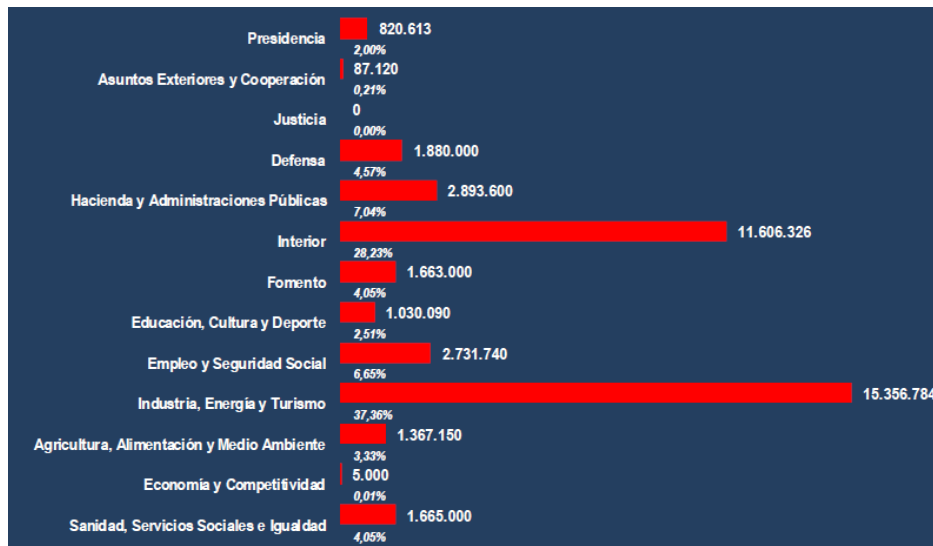 Presidencia 820.613
2,00%
Asuntos Exteriores y Cooperación 87.120
0,21%
Justicia 0
0,00%
Defensa 1.880.000
4,57%
Hacienda y Administraciones Públicas 2.893.600
7,04%
Interior 11.606.326
28,23%
Fomento 1.663.000
4,05%
Educación, Cultura y Deporte 1.030.090
2,51%
Empleo y Seguridad Social 2.731.740
6,65%
Industria, Energía y Turismo 15.356.784
37,36%
Agricultura, Alimentación y Medio Ambiente 1.367.150
3,33%
Economía y Competitividad 5.000
0,01%
Sanidad, Servicios Sociales e Igualdad 1.665.000
4,05%